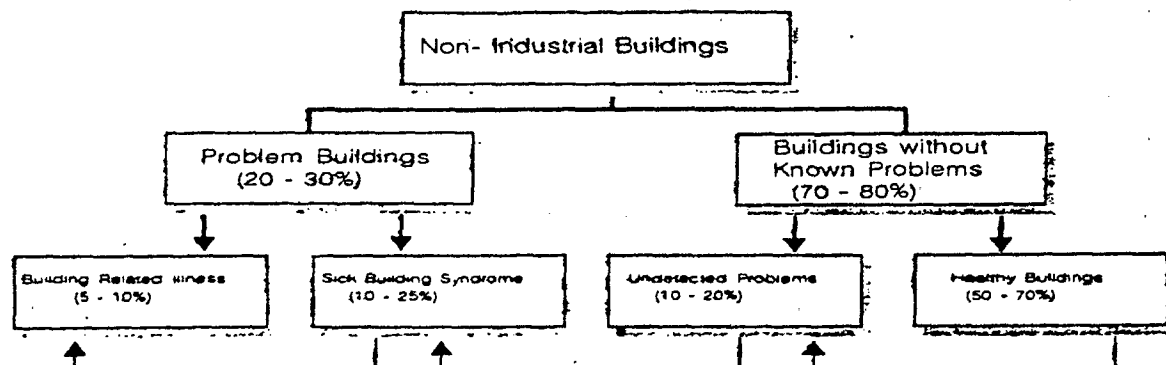 Non- Industrial Buildings
Problem Buildings
(20 - 30%)
Buildings without
Known Problems
(70 - 80%)
Building Related Illness
(5 - 10%)
Sick Building Syndrome
(10 - 25%)
Undetected Problems
(10 - 20%)
Healthy Buildings
(50 - 70%)